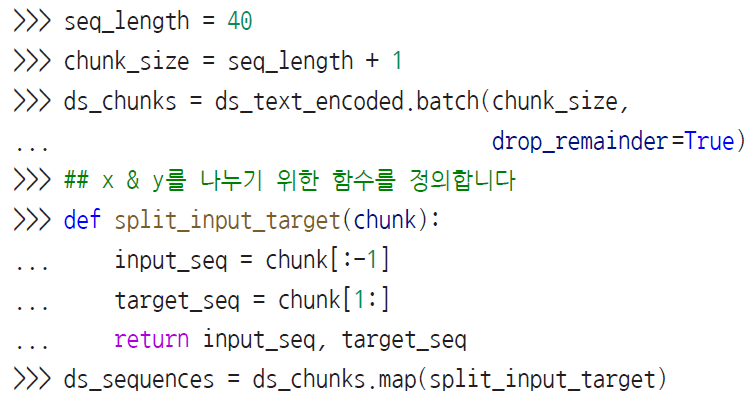 >>> seq_length = 40
>>> chunk_size = seq_length + 1
>>> ds_chunks = ds_text_encoded.batch(chunk_size,
...                                   drop_remainder=True)
>>> ## x & y를 나누기 위한 함수를 정의합니다
>>> def split_input_target(chunk):
...     input_seq = chunk[:-1]
...     target_seq = chunk[1:]
...     return input_seq, target_seq
>>> ds_sequences = ds_chunks.map(split_input_target)